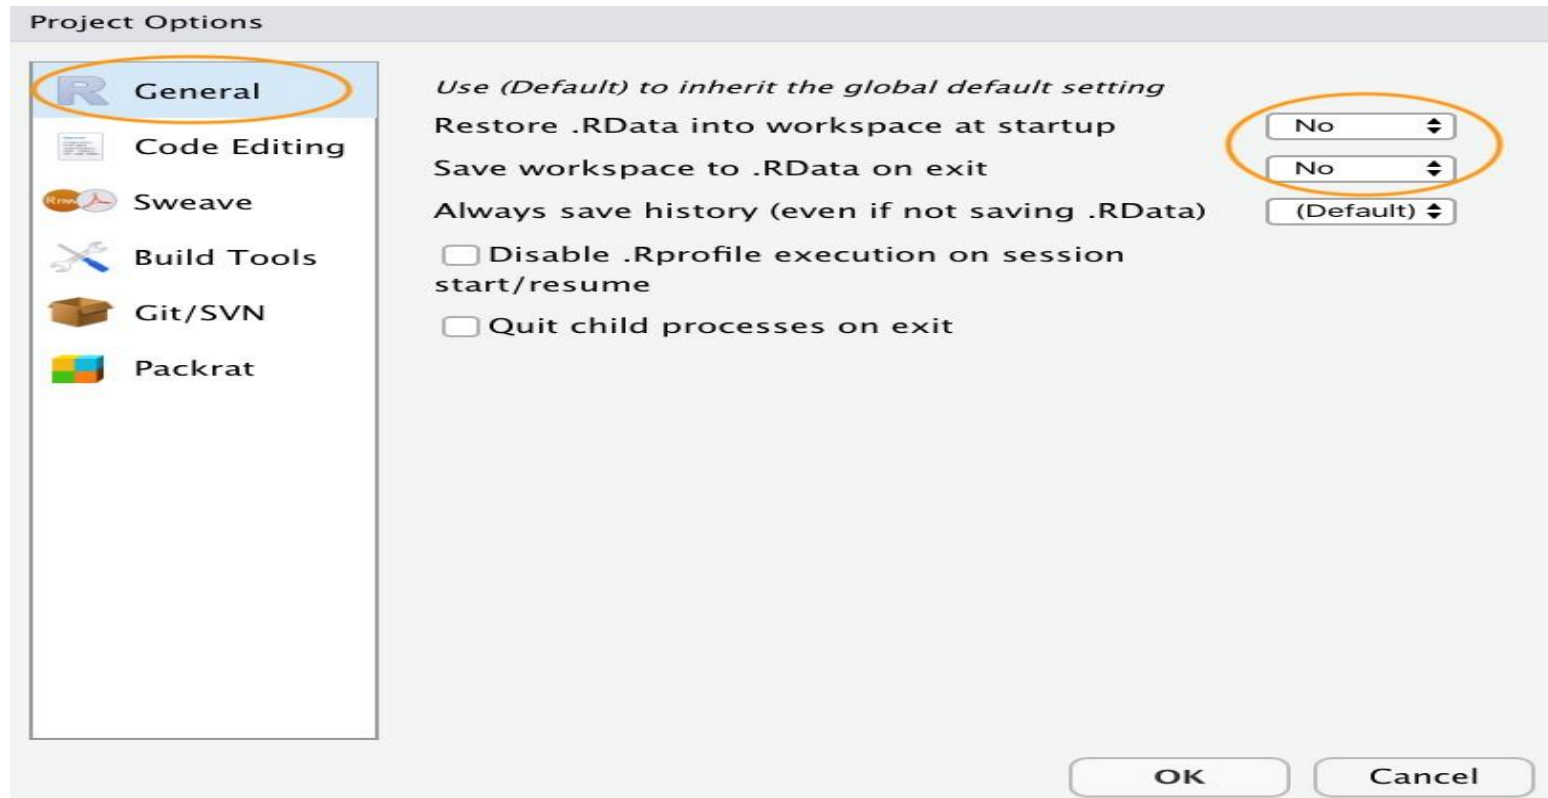 Project Options
General
Code Editing
Sweave
Build Tools
Git/SVN
Packrat
Use (Default) to inherit the global default setting
Restore .RData into workspace at startup No
Save workspace to .RData on exit No
Always save history (even if not saving .RData) (Default)
Disable .Rprofile execution on session
start/resume
Quit child processes on exit
OK Cancel